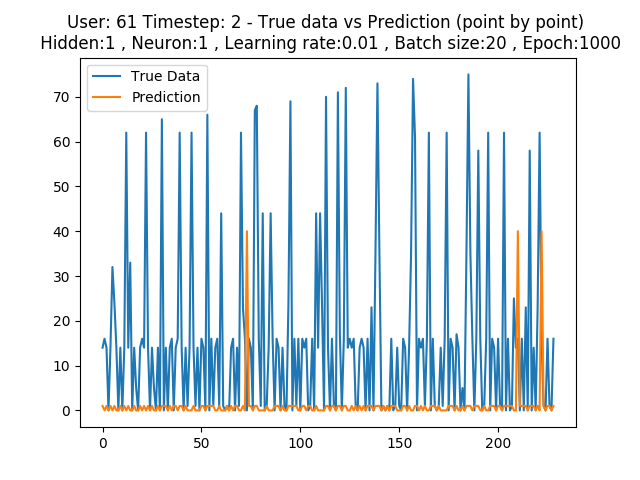 User: 61 Timestep: 2 - True data vs Prediction (point by point)
Hidden:1 , Neuron:1 , Learning rate:0.01 , Batch size:20 , Epoch:1000
True Data
Prediction
70
60
50
40
30
20
10
0
0 50 100 150 200